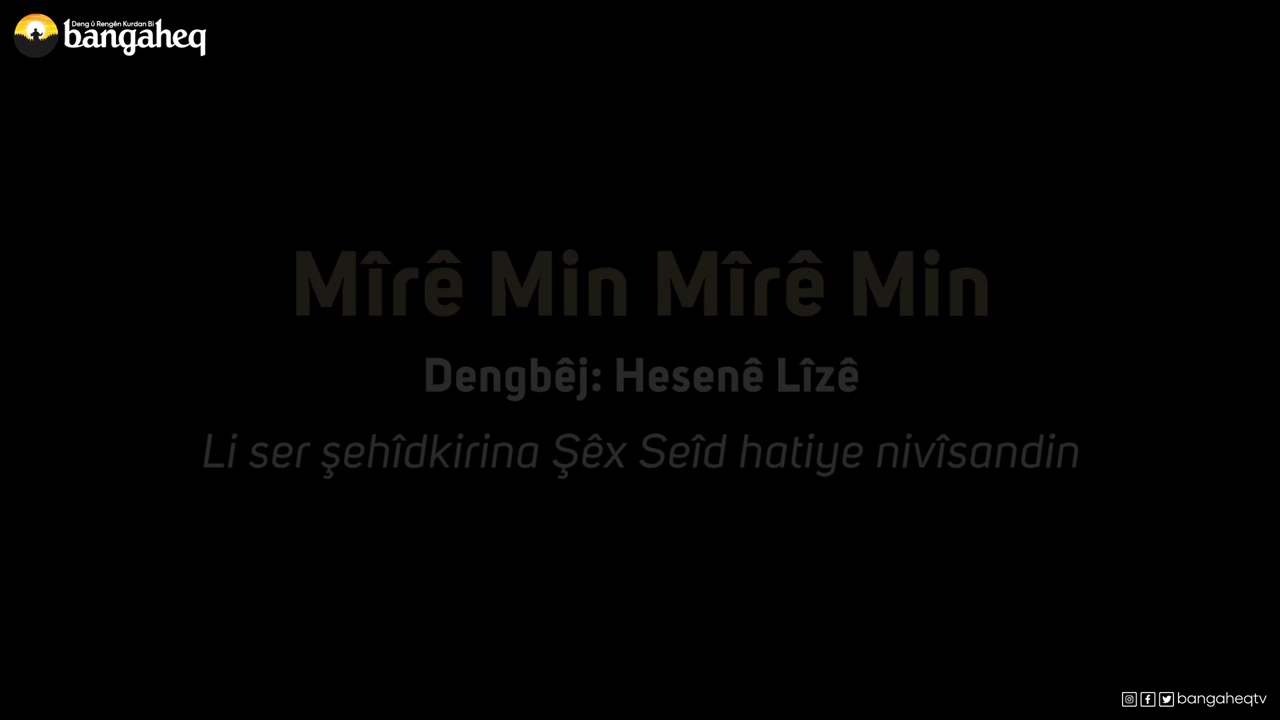 Deng û Rengên Kurdan Bi
bangaheq
Mîrê Min Mîrê Min
Dengbêj: Hesenê Lîzê
Li ser şehîdkirina Şêx Seîd hatiye nivîsandin
bangaheqtv